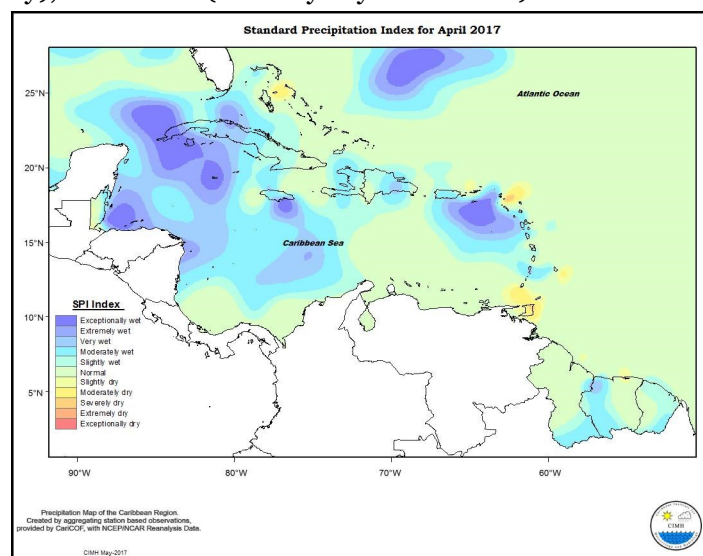 Standard Precipitation Index for April 2017
25°N
20°N
15°N
10°N
5°N
Atlantic Ocean
Caribbean Sea
SPI Index
Exceptionally wet
Extremely wet
Very wet
Moderately wet
Slightly wet
Normal
Slightly dry
Moderately dry
Severely dry
Extremely dry
Exceptionally dry
90°W
80°W
70°W
60°W
Precipitation Map of the Caribbean Region.
Created by aggregating station based observations,
provided by CariCOF, with NCEP/NCAR Reanalysis Data.
CIMH May-2017
CIMH